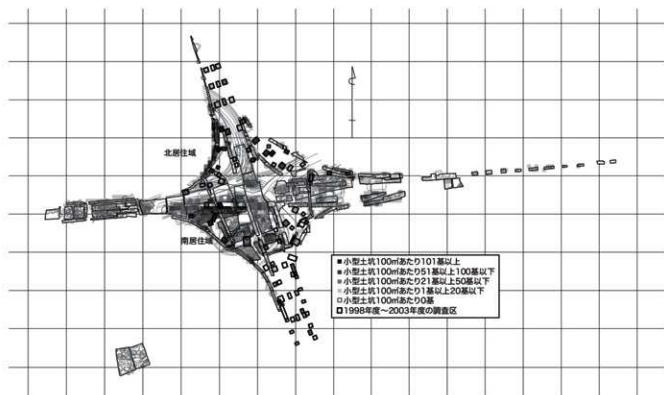 北居住域
南居住域
■小型土坑100㎡あたり101基以上
■小型土坑100㎡あたり51基以上100基以下
■小型土坑100㎡あたり21基以上50基以下
小型土坑100㎡あたり1基以上20基以下
□小型土坑100㎡あたり0基
□1998年度～2003年度の調査区